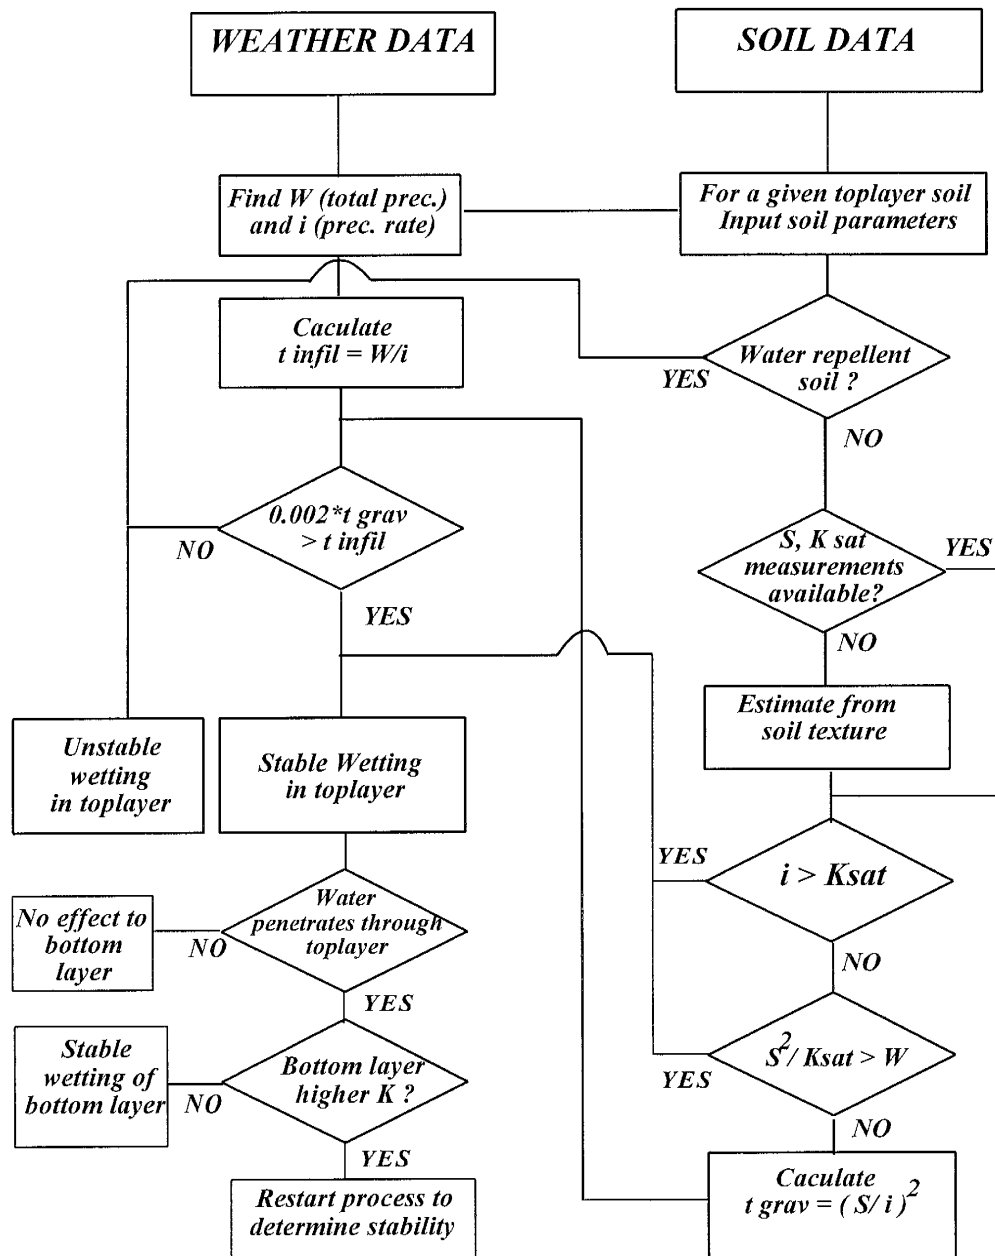 WEATHER DATA
SOIL DATA
Find W (total prec.)
and i (prec. rate)
For a given toplayer soil
Input soil parameters
Caculate
t infil = W/i
Water repellent
soil ?
YES
NO
0.002*t grav
> t infil
NO
YES
S, K sat
measurements
available?
YES
NO
Estimate from
soil texture
Unstable
wetting
in toplayer
Stable Wetting
in toplayer
i > Ksat
YES
NO
Water
penetrates through
toplayer
NO
YES
No effect to
bottom
layer
S²/ Ksat > W
YES
NO
Stable
wetting of
bottom layer
Bottom layer
higher K ?
NO
YES
Restart process to
determine stability
Caculate
t grav = ( S/ i )²